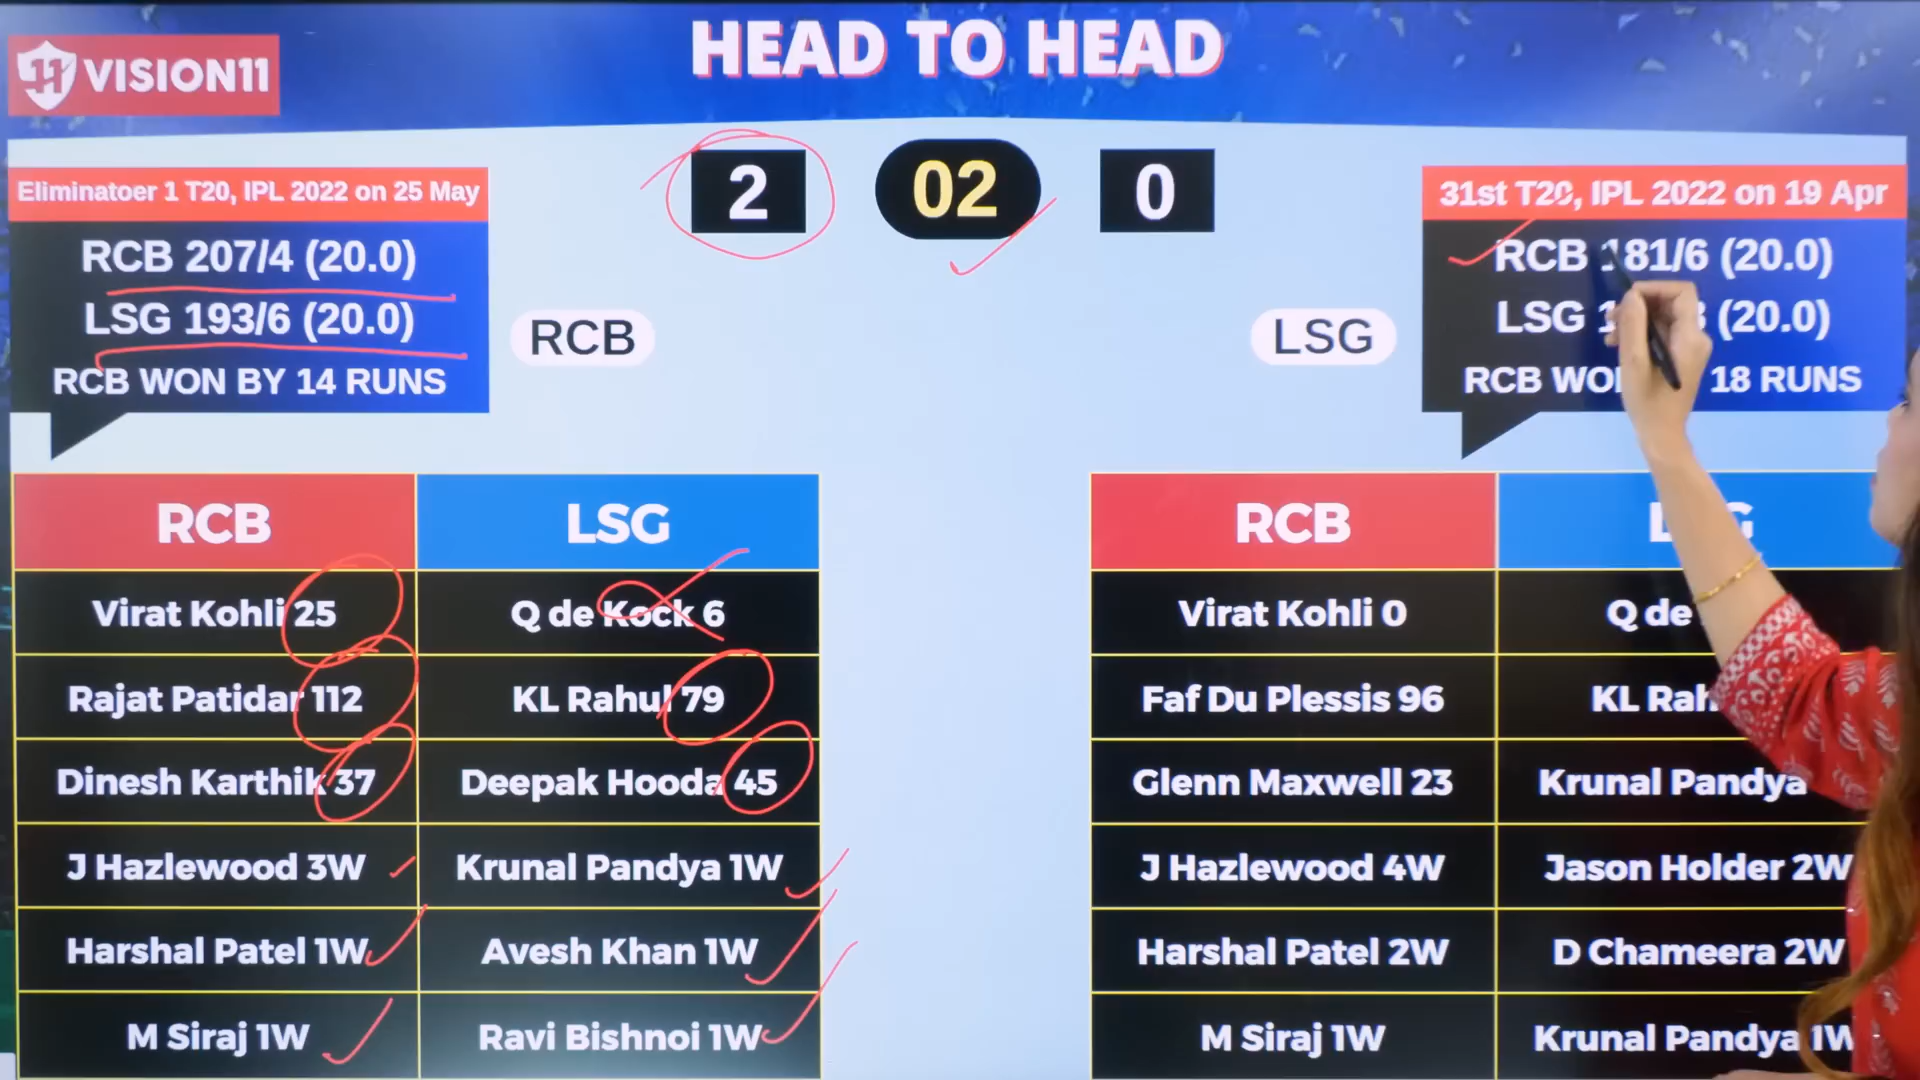 HEAD TO HEAD
VISION11
2 02 0
Eliminatoer 1 T20, IPL 2022 on 25 May
RCB 207/4 (20.0)
LSG 193/6 (20.0)
RCB WON BY 14 RUNS
RCB
LSG
31st T20, IPL 2022 on 19 Apr
RCB 181/6 (20.0)
LSG (20.0)
RCB 18 RUNS
RCB LSG
Virat Kohli 25 Q de Kock 6
Rajat Patidar 112 KL Rahul 79
Dinesh Karthik 37 Deepak Hooda 45
J Hazlewood 3W Krunal Pandya 1W
Harshal Patel 1W Avesh Khan 1W
M Siraj 1W Ravi Bishnoi 1W
RCB
Virat Kohli 0 Q de
Faf Du Plessis 96 KL
Glenn Maxwell 23 Krunal Pandya
J Hazlewood 4W Jason Holder 2W
Harshal Patel 2W D Chameera 2W
M Siraj 1W Krunal Pandya 1W